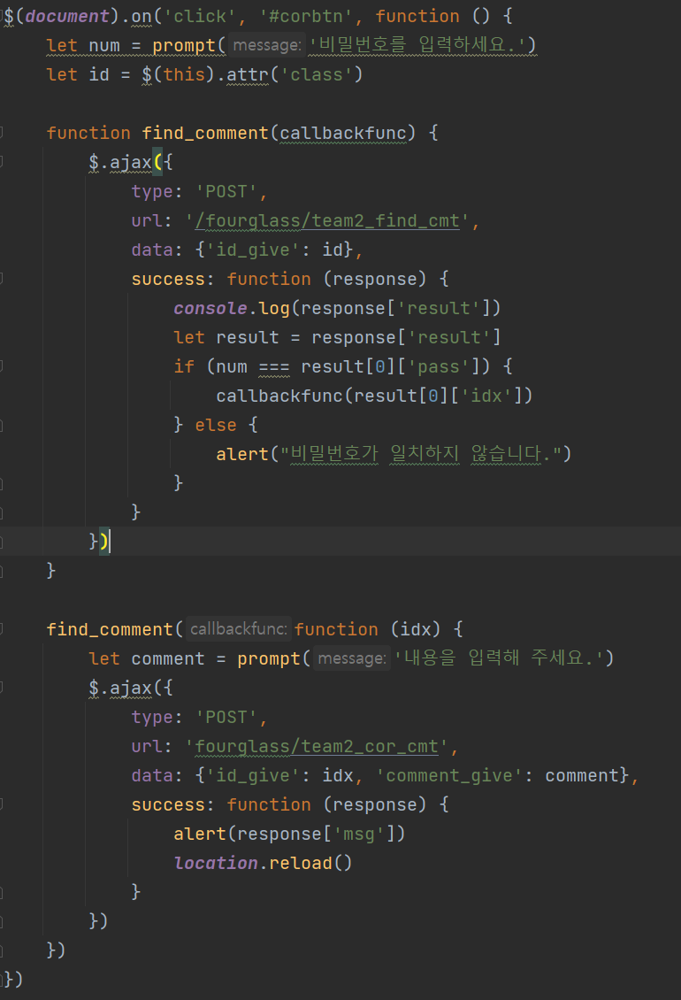 $(document).on('click', '#corbtn', function () {
    let num = prompt( message: '비밀번호를 입력하세요.')
    let id = $(this).attr('class')

    function find_comment(callbackfunc) {
        $.ajax({
            type: 'POST',
            url: '/fourglass/team2_find_cmt',
            data: {'id_give': id},
            success: function (response) {
                console.log(response['result'])
                let result = response['result']
                if (num === result[0]['pass']) {
                    callbackfunc(result[0]['idx'])
                } else {
                    alert("비밀번호가 일치하지 않습니다.")
                }
            }
        })
    }

    find_comment( callbackfunc: function (idx) {
        let comment = prompt( message: '내용을 입력해 주세요.')
        $.ajax({
            type: 'POST',
            url: 'fourglass/team2_cor_cmt',
            data: {'id_give': idx, 'comment_give': comment},
            success: function (response) {
                alert(response['msg'])
                location.reload()
            }
        })
    })
})